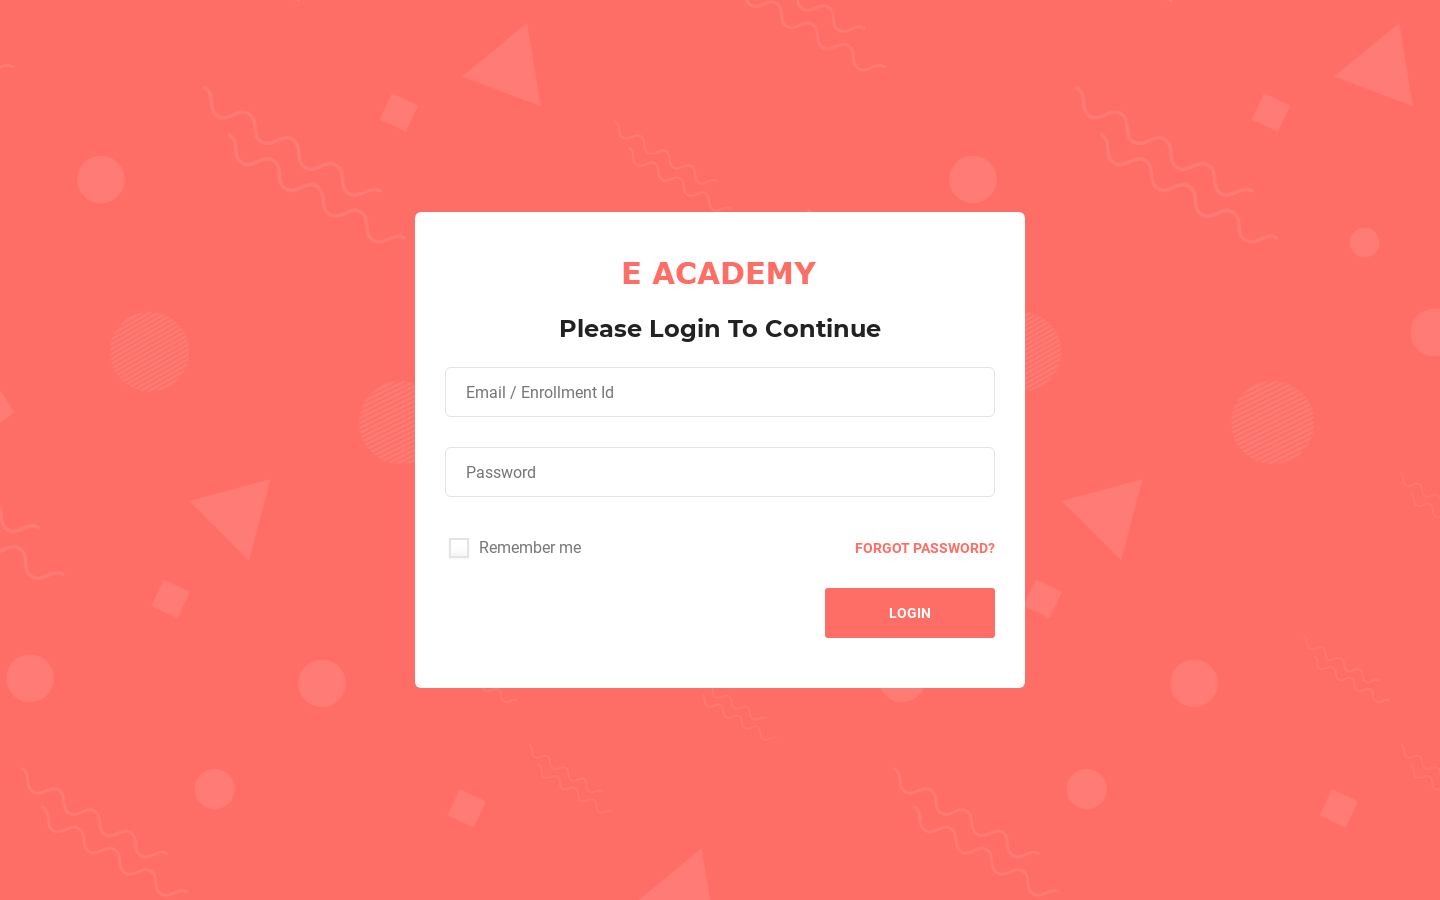 E ACADEMY
Please Login To Continue
Email / Enrollment Id
Password
Remember me
FORGOT PASSWORD?
LOGIN